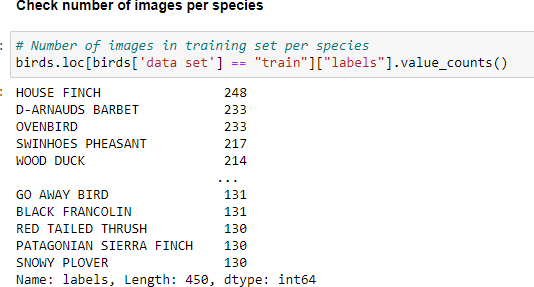 Check number of images per species
# Number of images in training set per species
birds.loc[birds['data set'] == "train"]["labels"].value_counts()
HOUSE FINCH 248
D-ARNAUDS BARBET 233
OVENBIRD 233
SWINHOES PHEASANT 217
WOOD DUCK 214
...
GO AWAY BIRD 131
BLACK FRANCOLIN 131
RED TAILED THRUSH 130
PATAGONIAN SIERRA FINCH 130
SNOWY PLOVER 130
Name: labels, Length: 450, dtype: int64